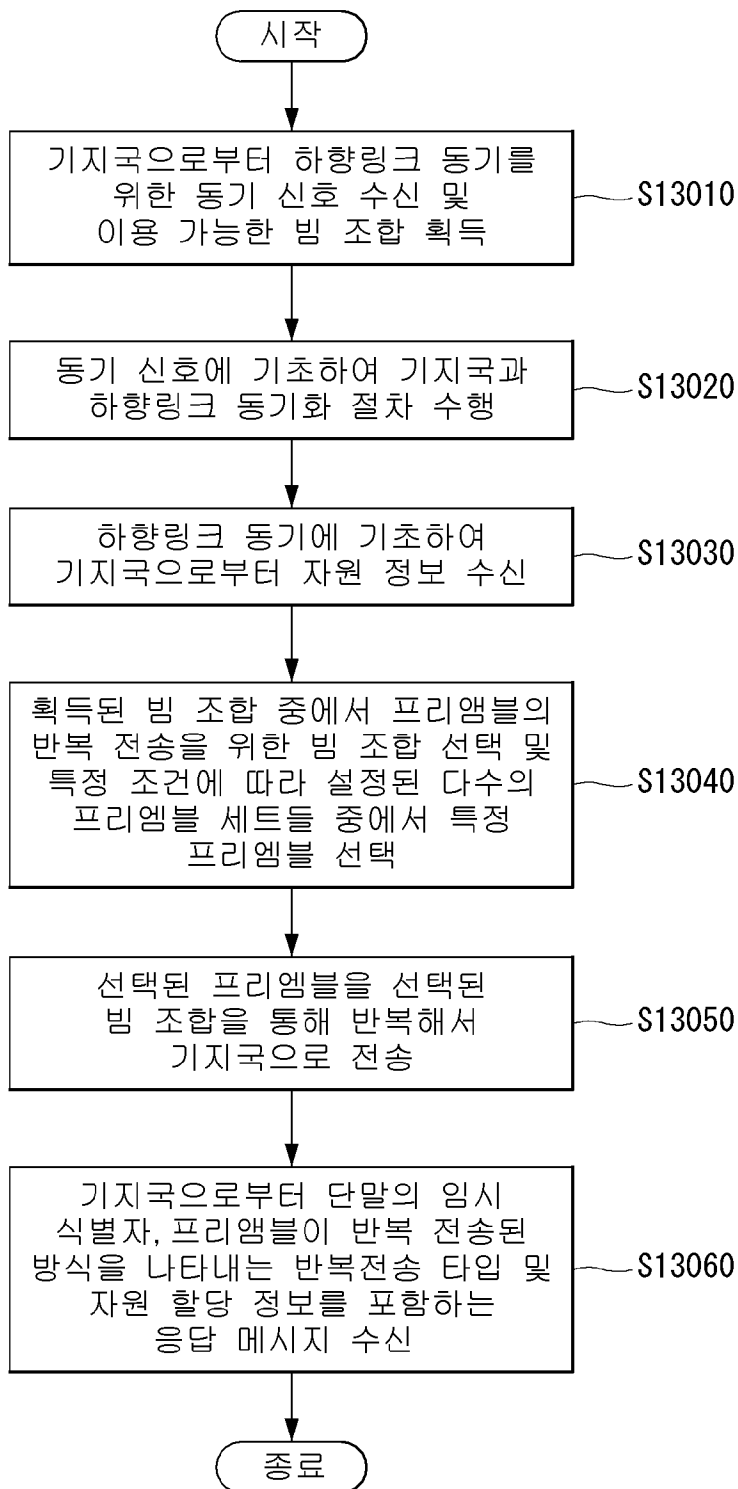 시작
기지국으로부터 하향링크 동기를
위한 동기 신호 수신 및
이용 가능한 빔 조합 획득
S13010
동기 신호에 기초하여 기지국과
하향링크 동기화 절차 수행
S13020
하향링크 동기에 기초하여
기지국으로부터 자원 정보 수신
S13030
획득된 빔 조합 중에서 프리앰블의
반복 전송을 위한 빔 조합 선택 및
특정 조건에 따라 설정된 다수의
프리엠블 세트들 중에서 특정
프리엠블 선택
S13040
선택된 프리엠블을 선택된
빔 조합을 통해 반복해서
기지국으로 전송
S13050
기지국으로부터 단말의 임시
식별자, 프리앰블이 반복 전송된
방식을 나타내는 반복전송 타입 및
자원 할당 정보를 포함하는
응답 메시지 수신
S13060
종료